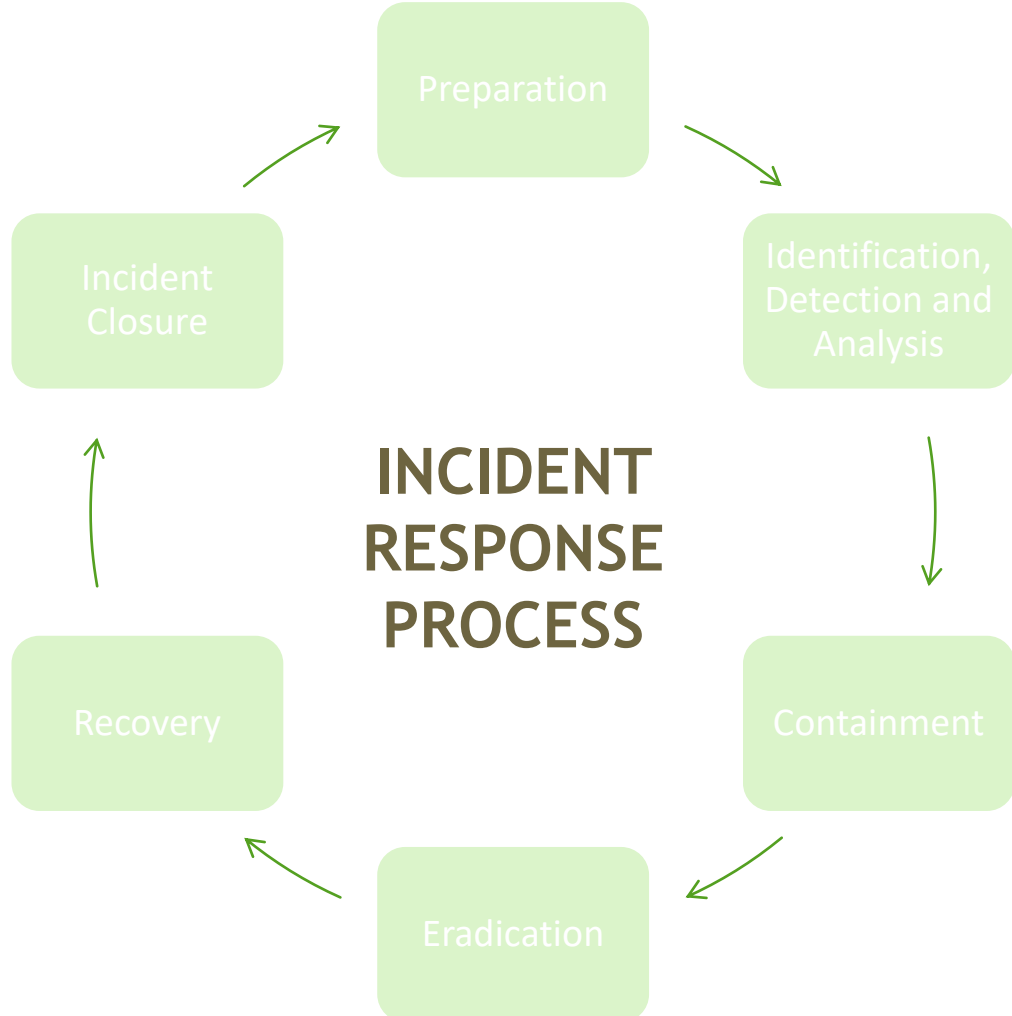 Preparation
Identification,
Detection and
Analysis
Containment
Eradication
Recovery
Incident
Closure
INCIDENT
RESPONSE
PROCESS